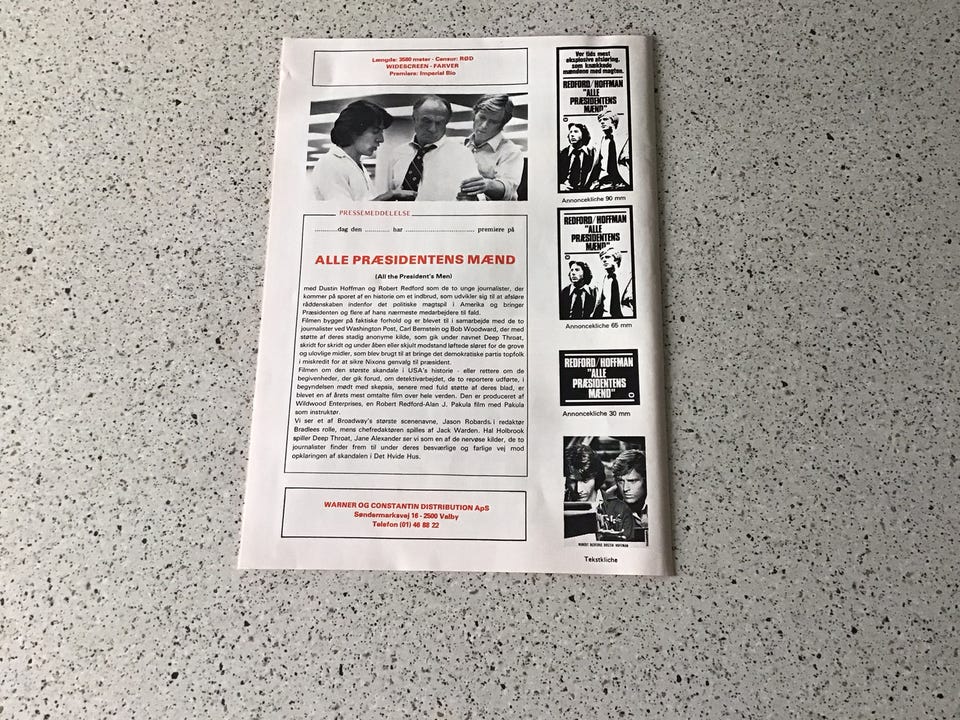 Længde: 3580 meter - Censur: RØD
WIDESCREEN - FARVER
Premiere: Imperial Bio
PRESSEMEDDELELSE
dag den ............ har ........................ premiere på
ALLE PRÆSIDENTENS MÆND
(All the President's Men)
med Dustin Hoffman og Robert Redford som de to unge journalister, der
kommer på sporet af en historie om et indbrud, som udvikler sig til at afsløre
råddenskaben indenfor det politiske magtspil i Amerika og bringer
Præsidenten og flere af hans nærmeste medarbejdere til fald.
Filmen bygger på faktiske forhold og er blevet til i samarbejde med de to
journalister ved Washington Post, Carl Bernstein og Bob Woodward, der med
støtte af deres stadig anonyme kilde, som gik under navnet Deep Throat,
skridt for skridt og under åben eller skjult modstand løftede sløret for de grove
og ulovlige midler, som blev brugt til at bringe det demokratiske partis topfolk
i miskredit for at sikre Nixons genvalg til præsident.
Filmen om den største skandale i USA's historie - eller rettere om de
begivenheder, der gik forud, om detektivarbejdet, de to reportere udførte, i
begyndelsen mødt med skepsis, senere med fuld støtte af deres blad, er
blevet en af årets mest omtalte film over hele verden. Den er produceret af
Wildwood Enterprises, en Robert Redford-Alan J. Pakula film med Pakula
som instruktør.
Vi ser et af Broadway's største scenenavne, Jason Robards, i redaktør
Bradlees rolle, mens chefredaktøren spilles af Jack Warden. Hal Holbrook
spiller Deep Throat, Jane Alexander ser vi som en af de nervøse kilder, de to
journalister finder frem til under deres besværlige og farlige vej mod
opklaringen af skandalen i Det Hvide Hus.
WARNER OG CONSTANTIN DISTRIBUTION ApS
Søndermarksvej 16 - 2500 Valby
Telefon (01) 46 88 22
Vor tids mest
eksplosive afsløring,
som knækkede
mændene med magten.
REDFORD/HOFFMAN
"ALLE
PRÆSIDENTENS
MÆND"
Annoncekliche 90 mm
REDFORD/HOFFMAN
"ALLE
PRÆSIDENTENS
MÆND"
Annoncekliche 65 mm
REDFORD/HOFFMAN
"ALLE
PRÆSIDENTENS
MÆND"
Annoncekliche 30 mm
ROBERT REDFORD DUSTIN HOFFMAN
Tekstkliche